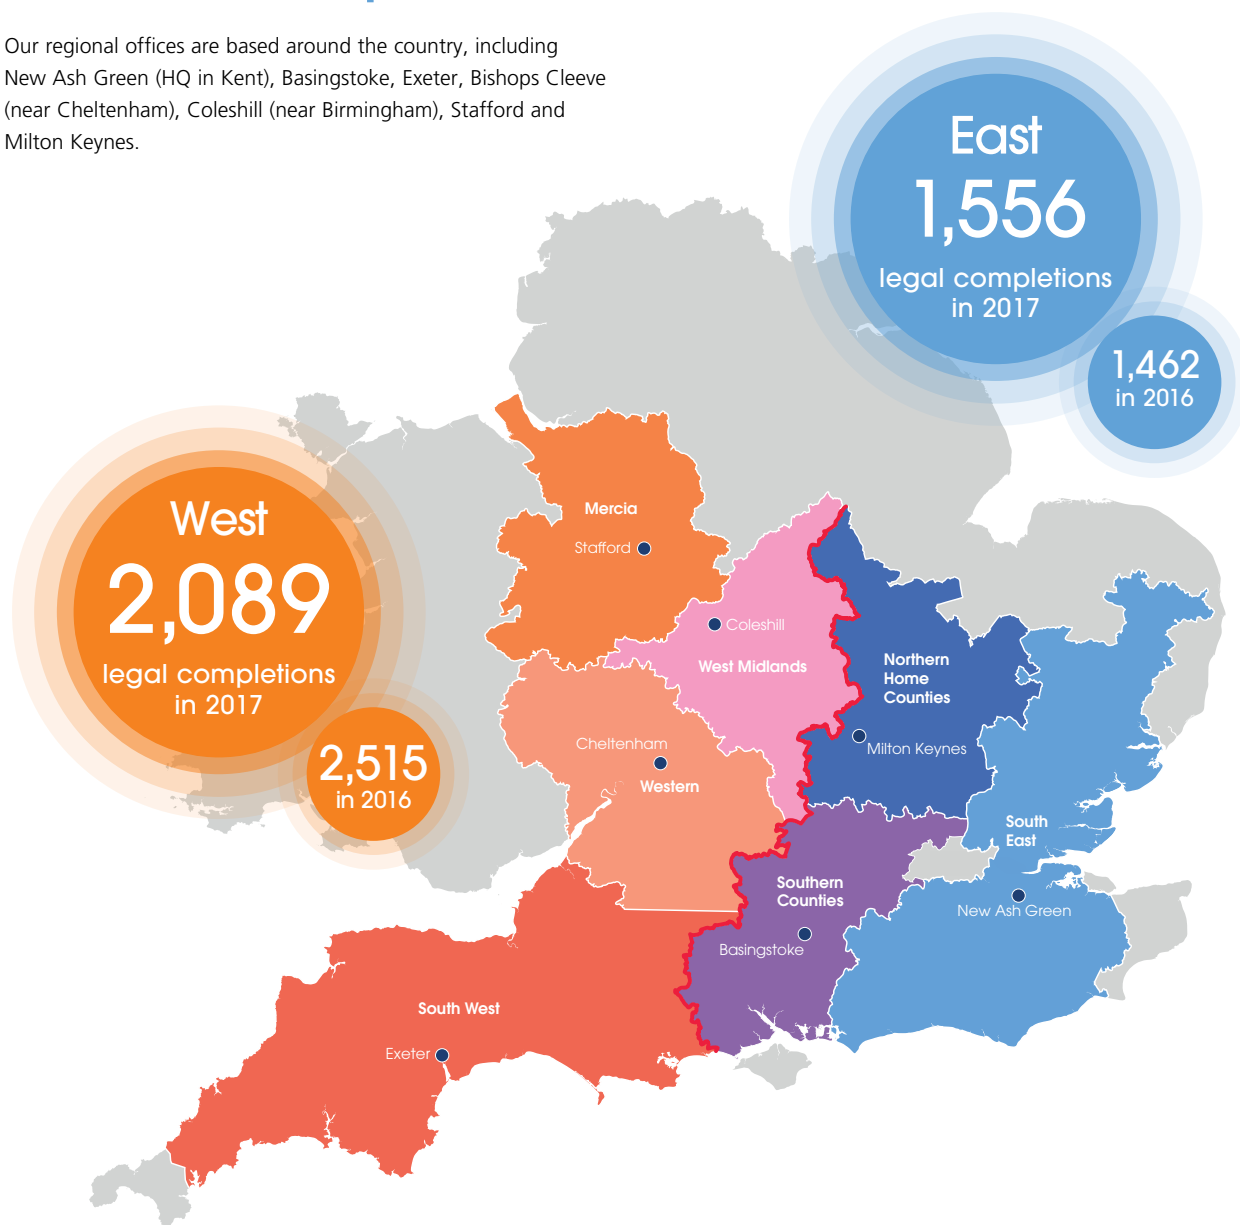 Our regional offices are based around the country, including
New Ash Green (HQ in Kent), Basingstoke, Exeter, Bishops Cleeve
(near Cheltenham), Coleshill (near Birmingham), Stafford and
Milton Keynes.
East
1,556
legal completions
in 2017
1,462
in 2016
West
2,089
legal completions
in 2017
2,515
in 2016
Mercia
Stafford
Coleshill
West Midlands
Northern
Home
Counties
Milton Keynes
Cheltenham
Western
South
East
Southern
Counties
New Ash Green
Basingstoke
South West
Exeter